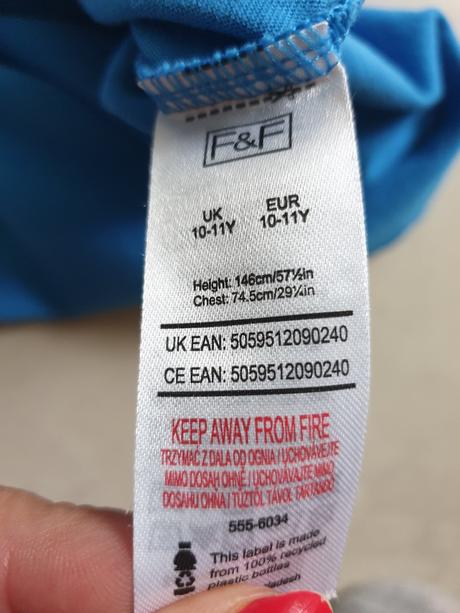 F&F
UK EUR
10-11Y 10-11Y
Height: 146cm/57½in
Chest: 74.5cm/29¼in
UK EAN: 5059512090240
CE EAN: 5059512090240
KEEP AWAY FROM FIRE
TRZYMAĆ Z DALA OD OGNIA / UCHOVÁVEJTE
MIMO DOSAH OHNĚ / UCHOVÁVAJTE MIMO
DOSAHU OHŇA / TŰZTŐL TÁVOL TARTANDÓ
555-6034
This label is made
from 100% recycled
plastic bottles